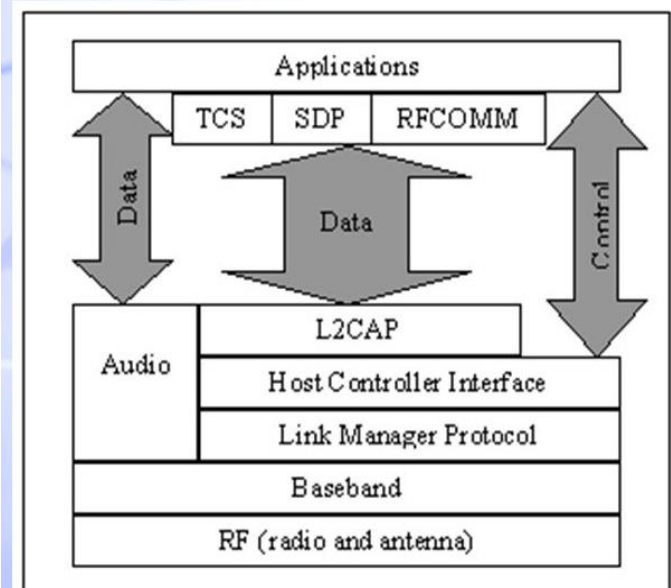 Applications
TCS SDP RFCOMM
Data
Data
Control
L2CAP
Audio
Host Controller Interface
Link Manager Protocol
Baseband
RF (radio and antenna)